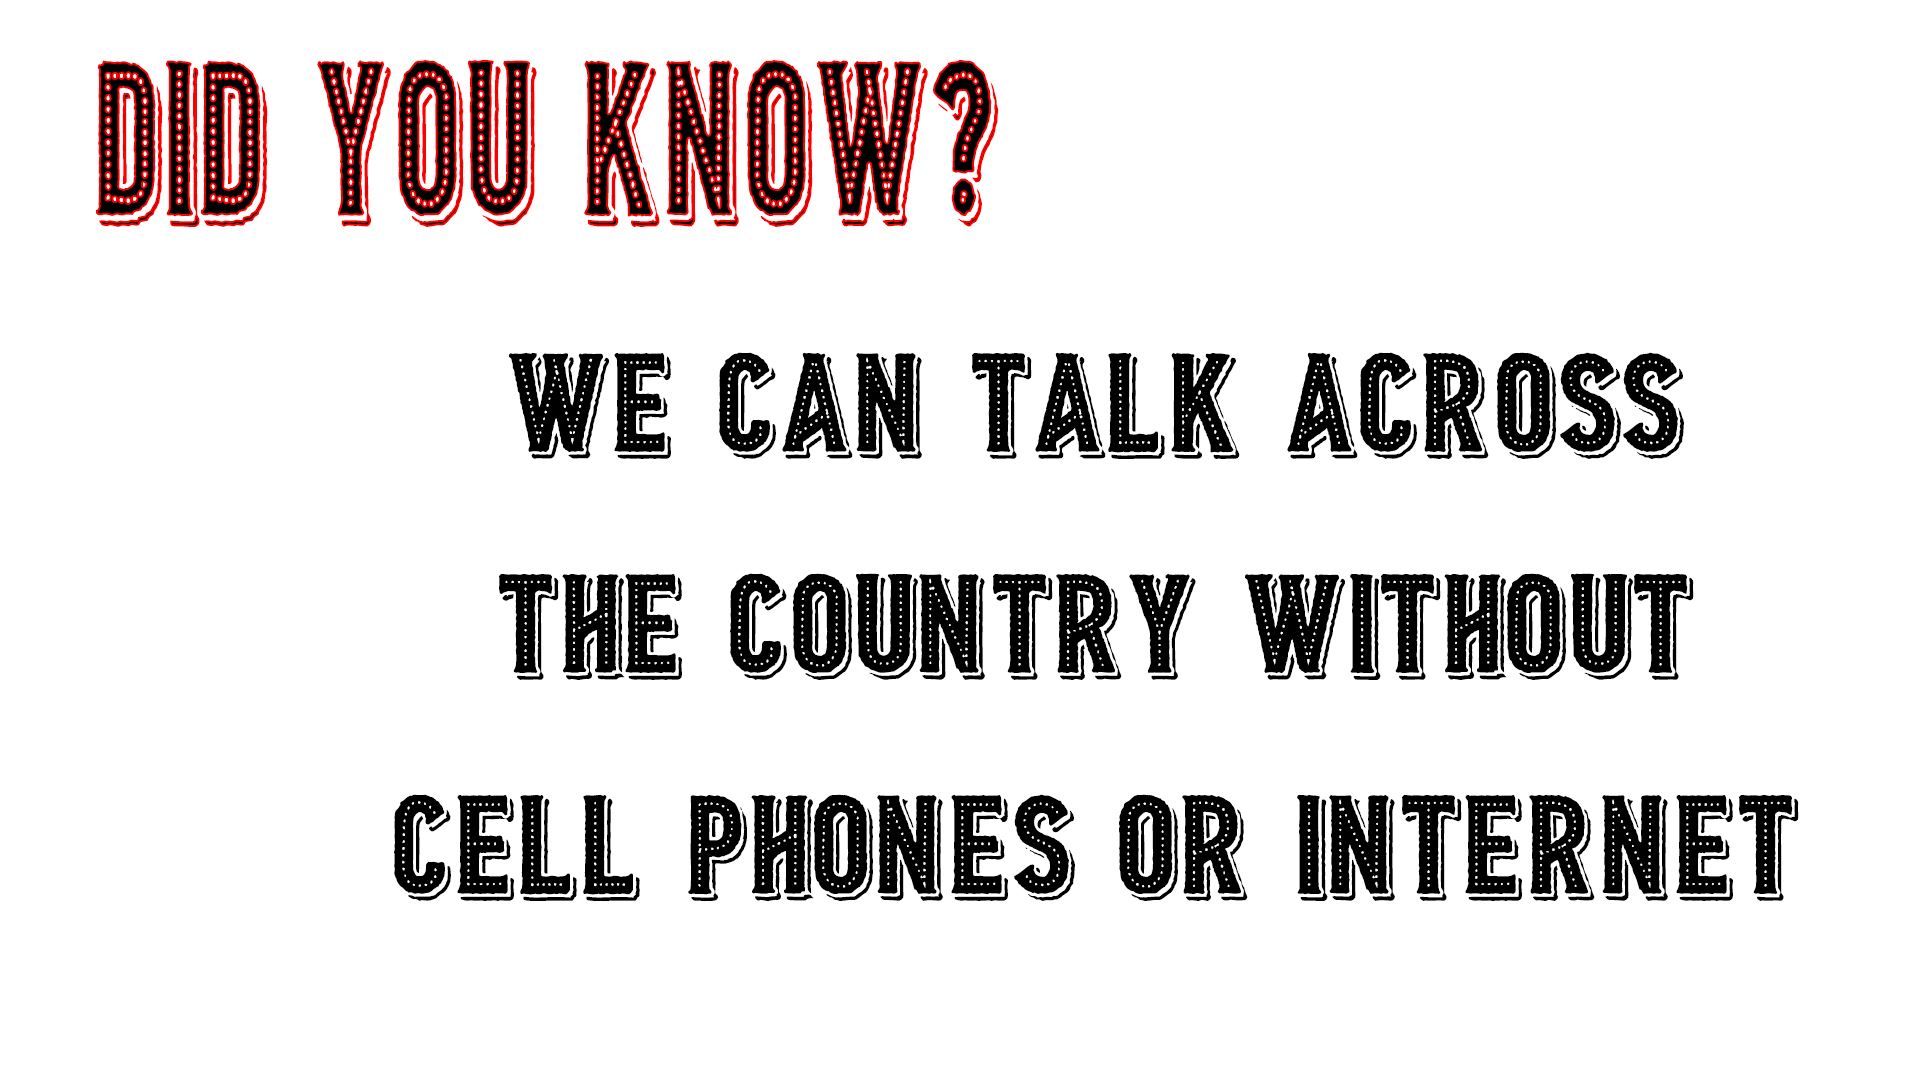 DID YOU KNOW?
WE CAN TALK ACROSS
THE COUNTRY WITHOUT
CELL PHONES OR INTERNET